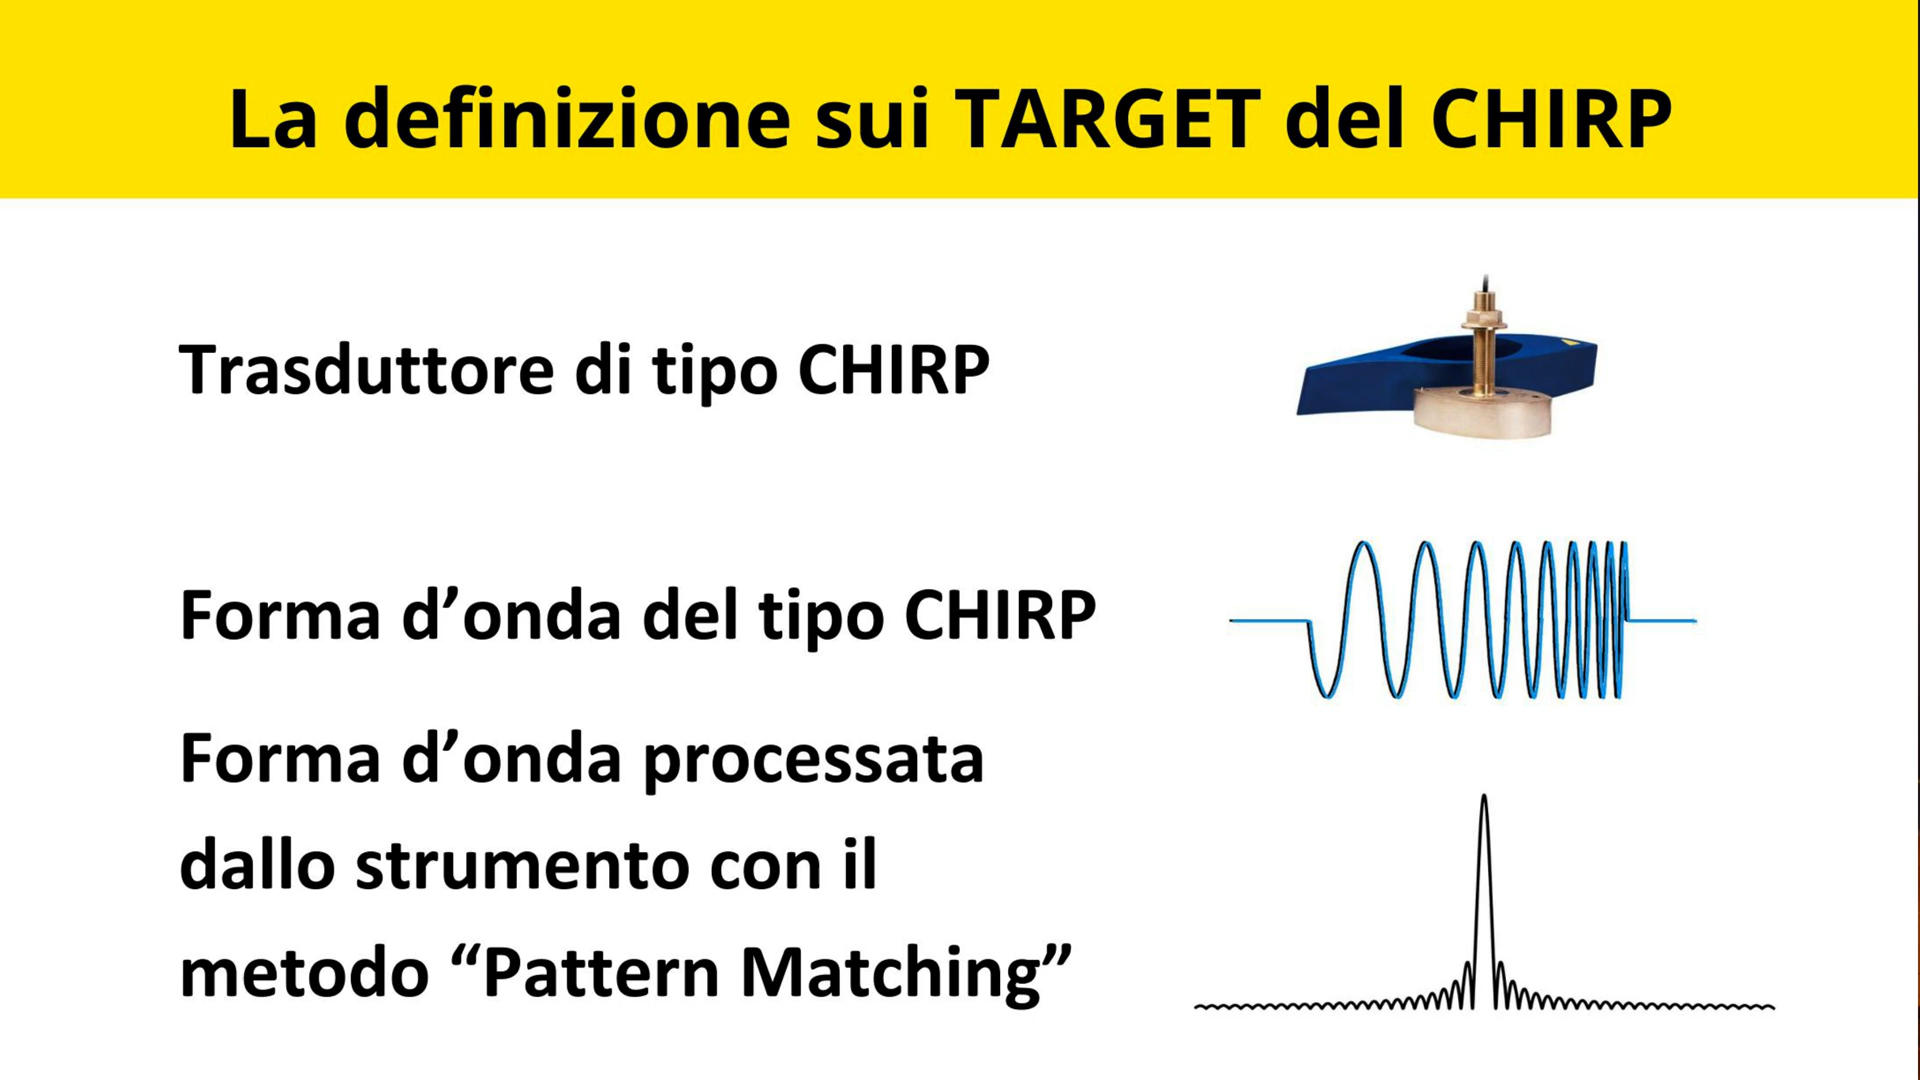 La definizione sui TARGET del CHIRP
Trasduttore di tipo CHIRP
Forma d’onda del tipo CHIRP
Forma d’onda processata
dallo strumento con il
metodo “Pattern Matching”